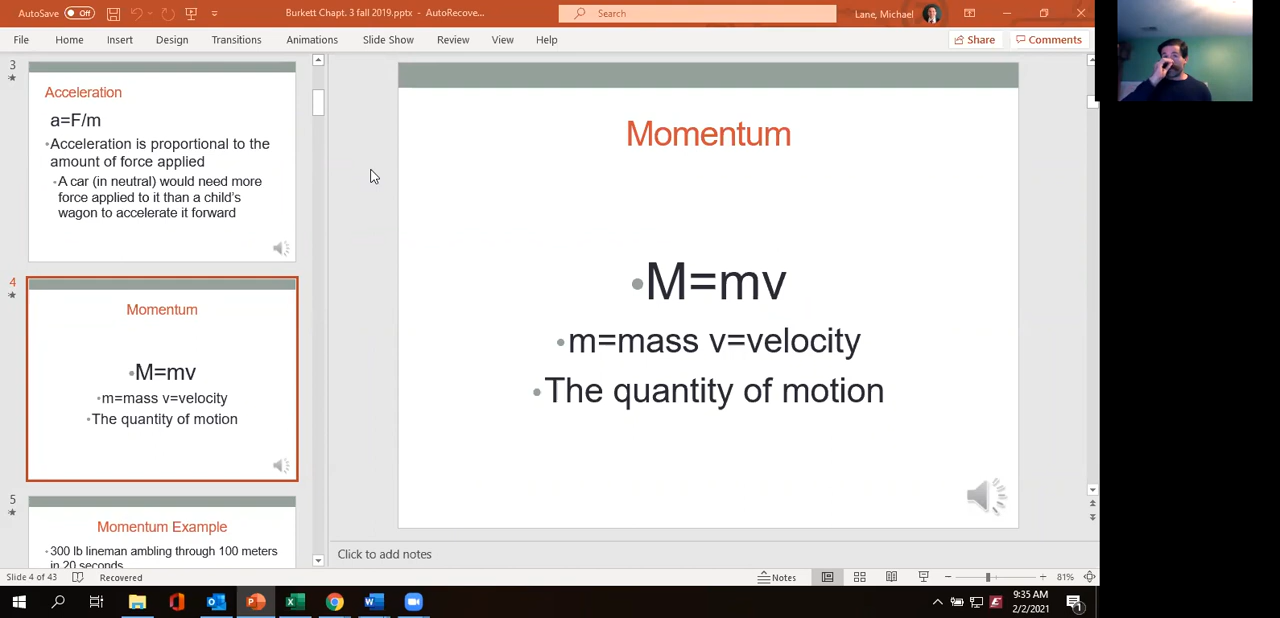 AutoSave Off Burkett Chapt. 3 fall 2019.pptx - AutoRecove... Search Lane, Michael
File Home Insert Design Transitions Animations Slide Show Review View Help Share Comments
3
Acceleration
a=F/m
•Acceleration is proportional to the
amount of force applied
•A car (in neutral) would need more
force applied to it than a child's
wagon to accelerate it forward
4
Momentum
•M=mv
•m=mass v=velocity
•The quantity of motion
5
Momentum Example
•300 lb lineman ambling through 100 meters
in 20 seconds
Momentum
•M=mv
•m=mass v=velocity
•The quantity of motion
Click to add notes
Slide 4 of 43 Recovered Notes 81%
9:35 AM
2/2/2021